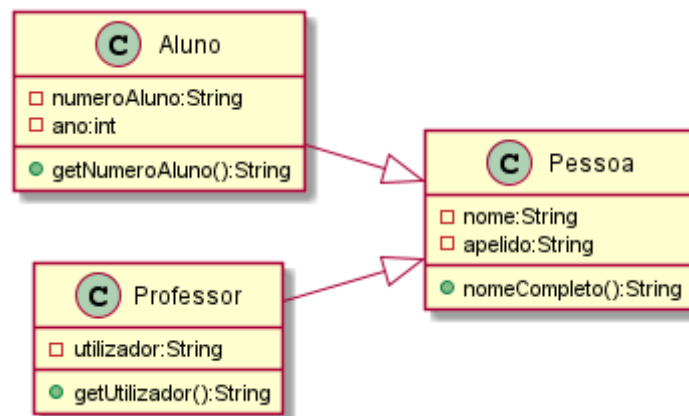 C Aluno
numeroAluno:String
ano:int
getNumeroAluno():String
C Pessoa
nome:String
apelido:String
nomeCompleto():String
C Professor
utilizador:String
getUtilizador():String